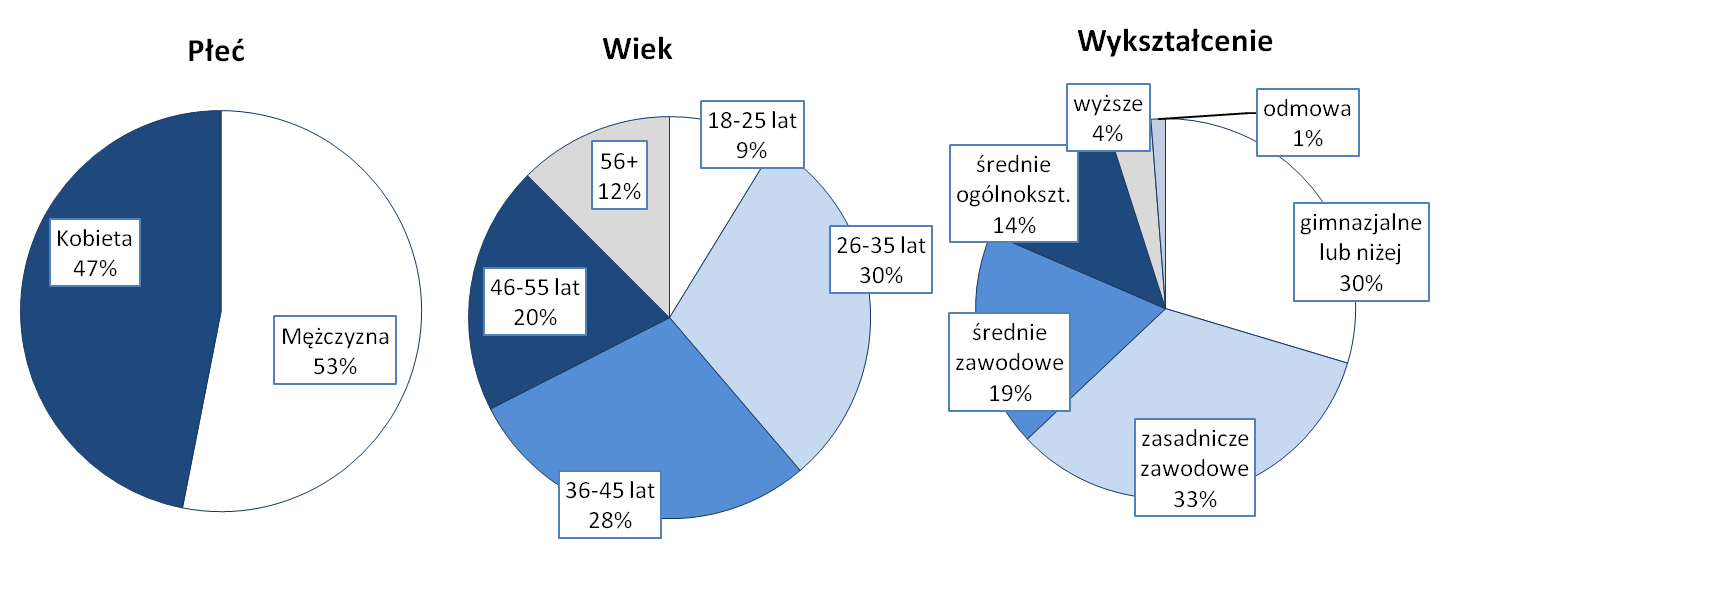 Płeć
Kobieta
47%
Mężczyzna
53%
Wiek
18-25 lat
9%
26-35 lat
30%
36-45 lat
28%
46-55 lat
20%
56+
12%
Wykształcenie
odmowa
1%
gimnazjalne
lub niżej
30%
zasadnicze
zawodowe
33%
średnie
zawodowe
19%
średnie
ogólnokszt.
14%
wyższe
4%